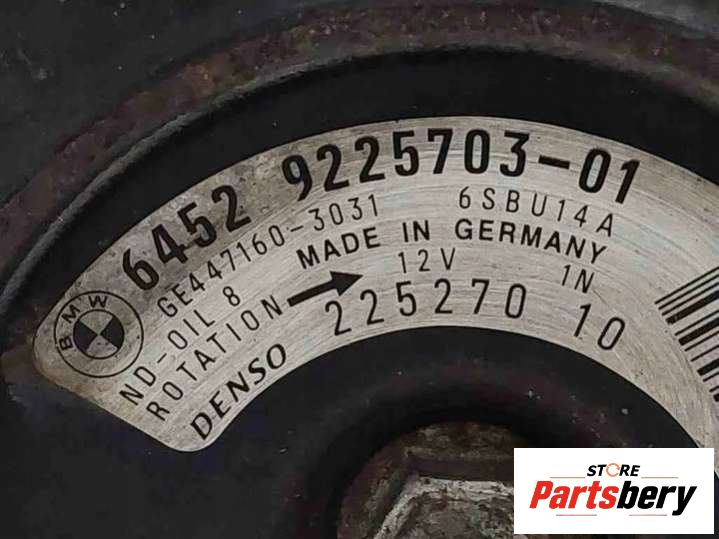 BMW
6452 9225703-01
GE447160-3031 6SBU14A
MADE IN GERMANY
ND-OIL 8 12V 1N
ROTATION → 225270 10
DENSO
STORE
Partsbery